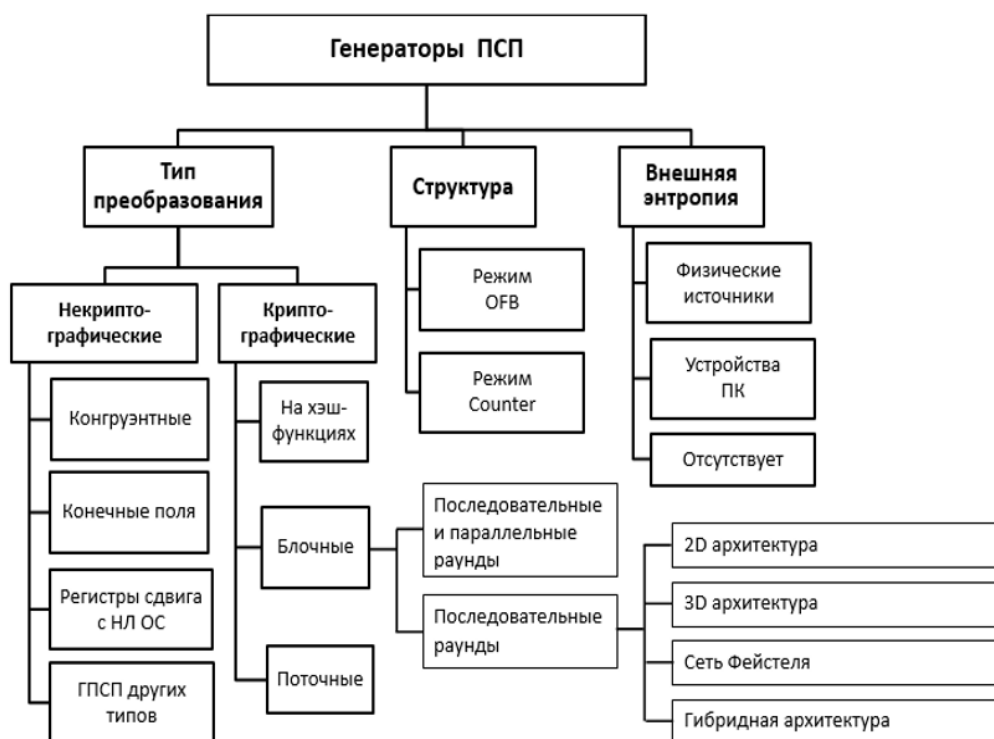 Генераторы ПСП
Тип
преобразования
Структура
Внешняя
энтропия
Некрипто-
графические
Крипто-
графические
Режим
OFB
Физические
источники
Конгруэнтные
На хэш-
функциях
Режим
Counter
Устройства
ПК
Отсутствует
Конечные поля
Блочные
Последовательные
и параллельные
раунды
2D архитектура
Регистры сдвига
с НЛ ОС
Последовательные
раунды
3D архитектура
Сеть Фейстеля
ГПСП других
типов
Поточные
Гибридная архитектура